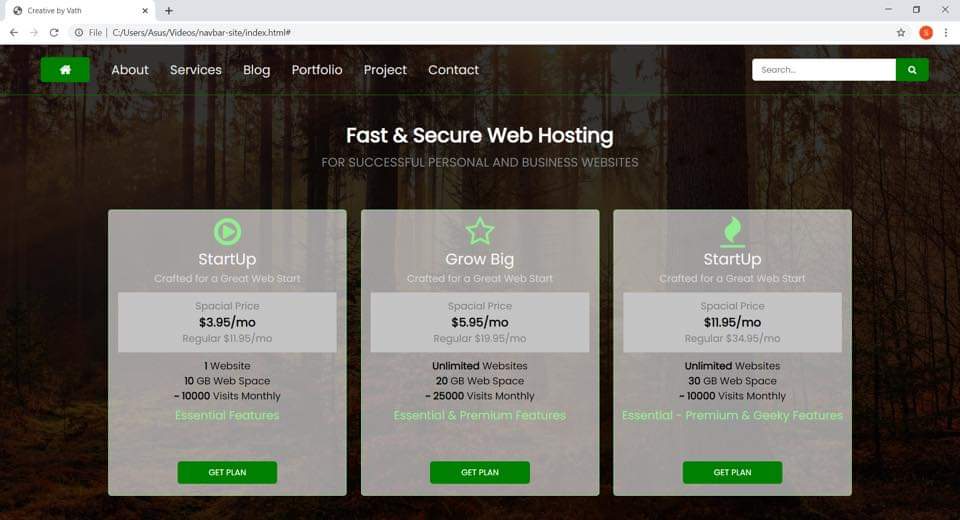 Creative by Vath
File | C:/Users/Asus/Videos/navbar-site/index.html#
S
About Services Blog Portfolio Project Contact
Search...
Fast & Secure Web Hosting
FOR SUCCESSFUL PERSONAL AND BUSINESS WEBSITES
StartUp
Crafted for a Great Web Start
Spacial Price
$3.95/mo
Regular $11.95/mo
1 Website
10 GB Web Space
~ 10000 Visits Monthly
Essential Features
GET PLAN
Grow Big
Crafted for a Great Web Start
Spacial Price
$5.95/mo
Regular $19.95/mo
Unlimited Websites
20 GB Web Space
~ 25000 Visits Monthly
Essential & Premium Features
GET PLAN
StartUp
Crafted for a Great Web Start
Spacial Price
$11.95/mo
Regular $34.95/mo
Unlimited Websites
30 GB Web Space
~ 10000 Visits Monthly
Essential - Premium & Geeky Features
GET PLAN